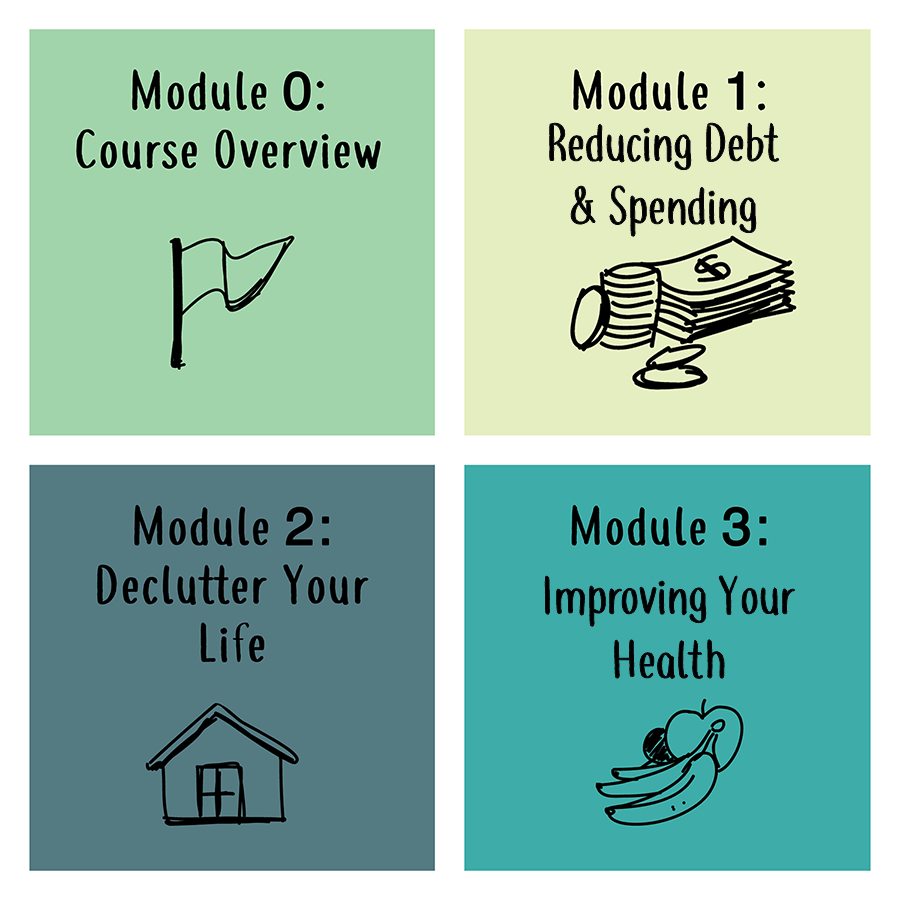 Module 0:
Course Overview
Module 1:
Reducing Debt
& Spending
$
Module 2:
Declutter Your
Life
Module 3:
Improving Your
Health